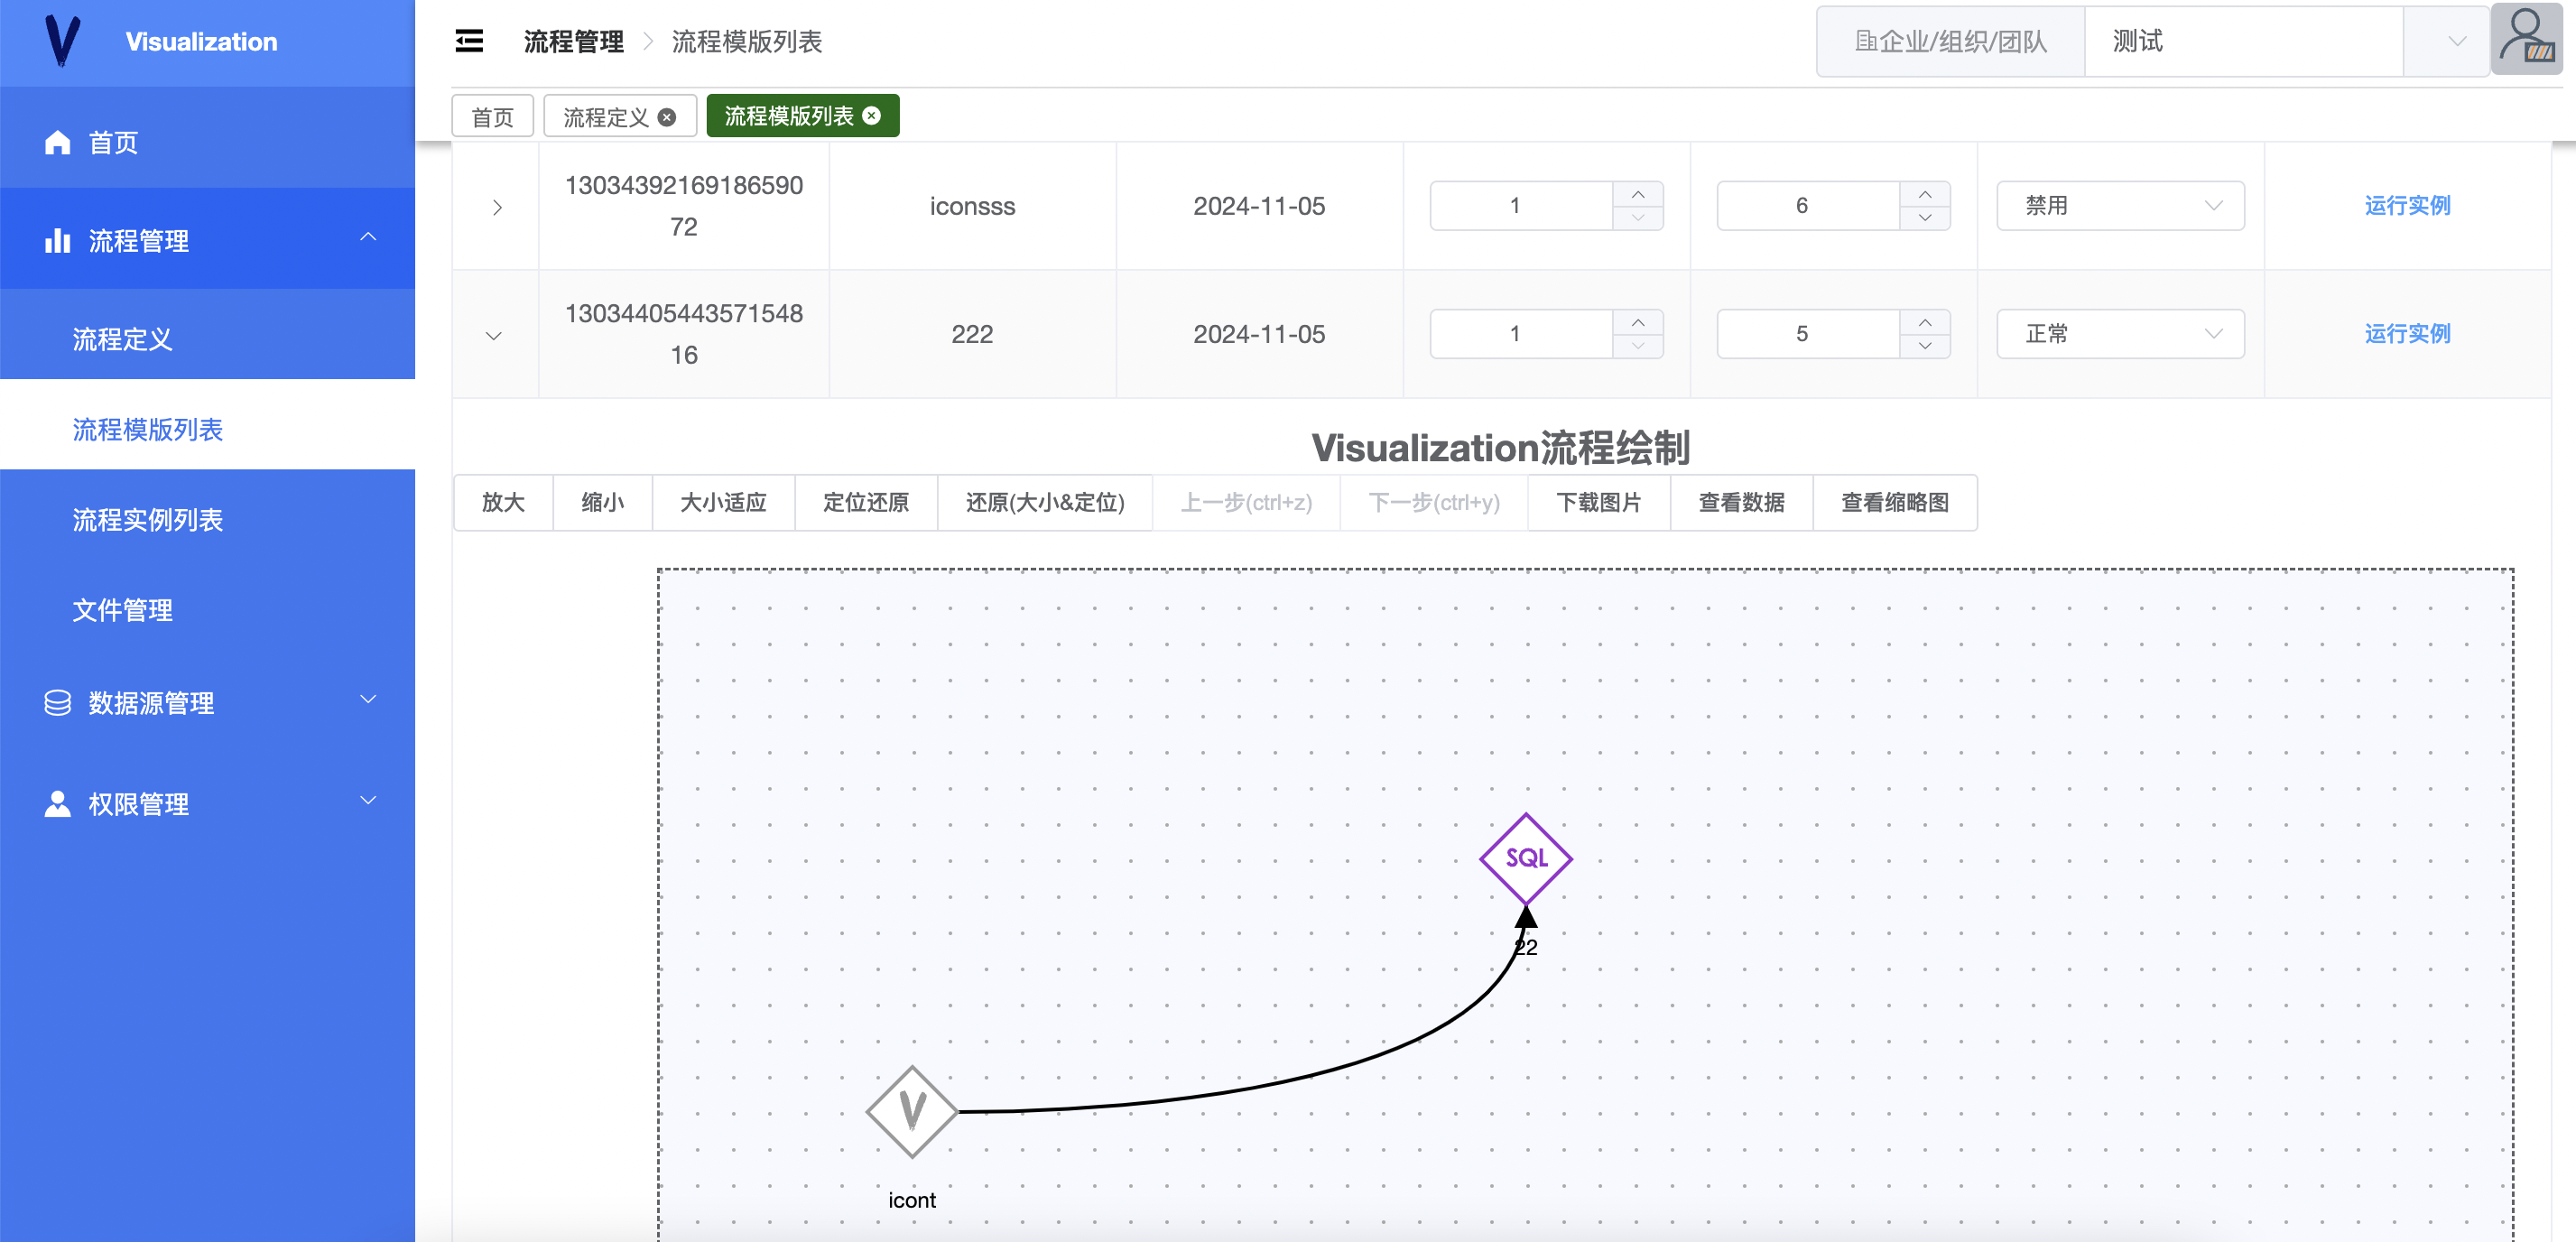 Visualization
首页
流程管理
流程定义
流程模版列表
流程实例列表
文件管理
数据源管理
权限管理
流程管理 流程模版列表
企业/组织/团队 测试
首页 流程定义 流程模版列表
13034392169186590
72
iconsss 2024-11-05 1 6 禁用 运行实例
13034405443571548
16
222 2024-11-05 1 5 正常 运行实例
Visualization流程绘制
放大 缩小 大小适应 定位还原 还原(大小&定位) 上一步(ctrl+z) 下一步(ctrl+y) 下载图片 查看数据 查看缩略图
SQL
22
icont